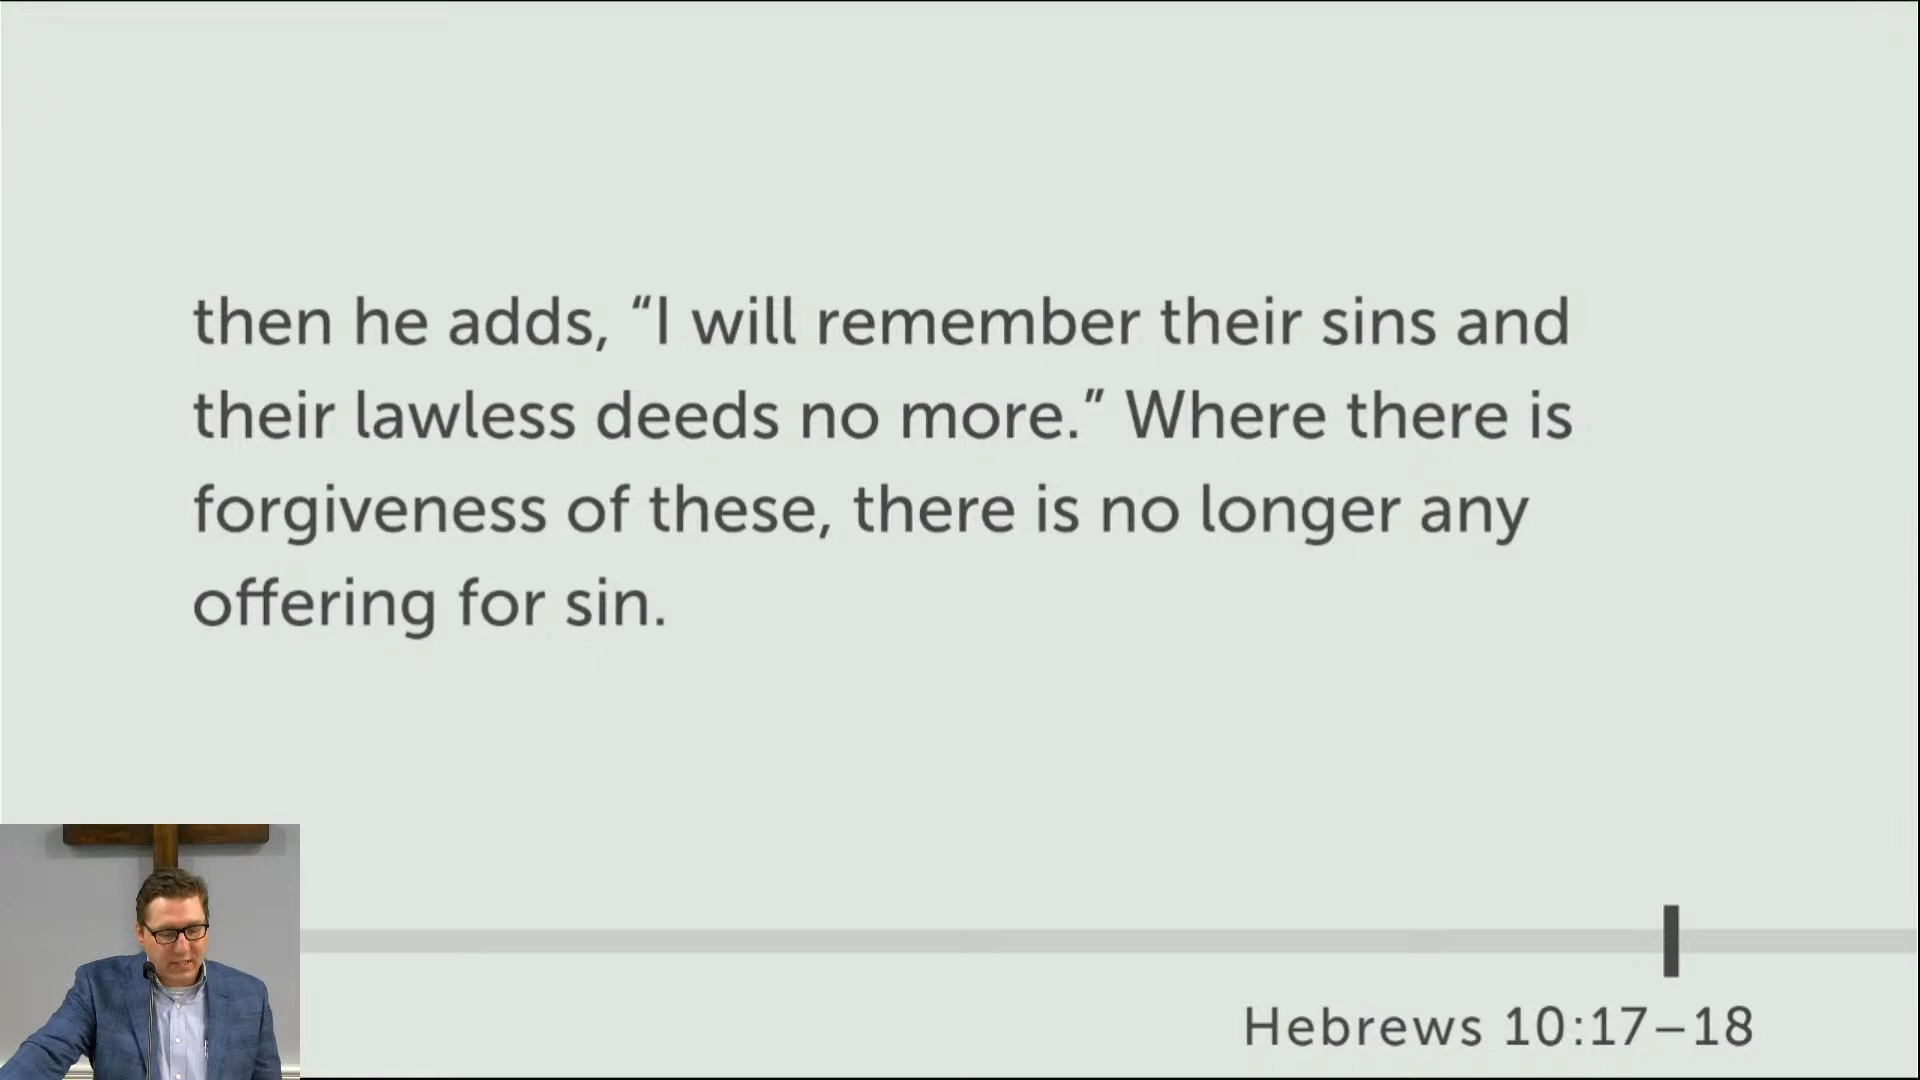 then he adds, “I will remember their sins and
their lawless deeds no more.” Where there is
forgiveness of these, there is no longer any
offering for sin.
Hebrews 10:17–18